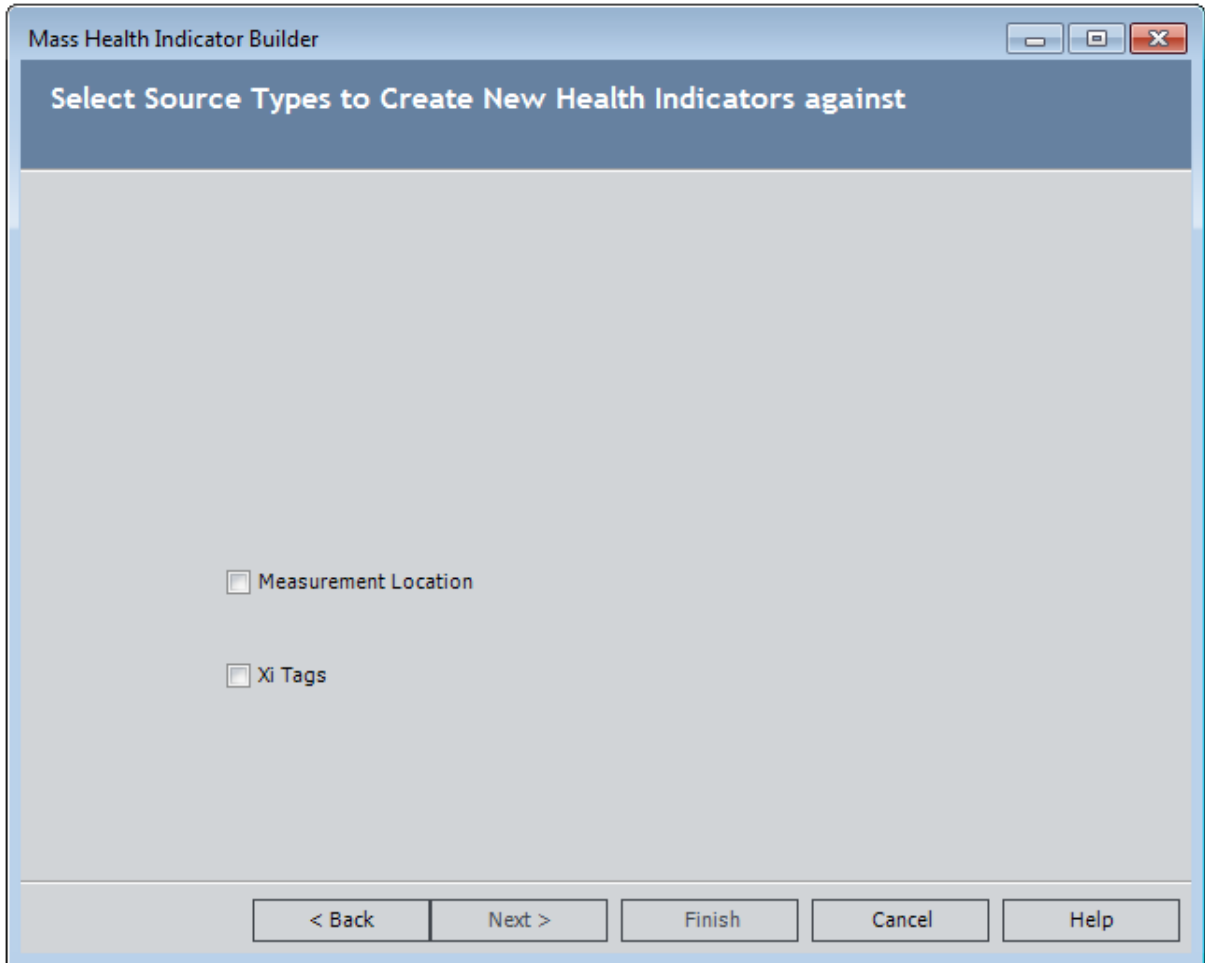 Mass Health Indicator Builder
Select Source Types to Create New Health Indicators against
Measurement Location
Xi Tags
< Back Next > Finish Cancel Help